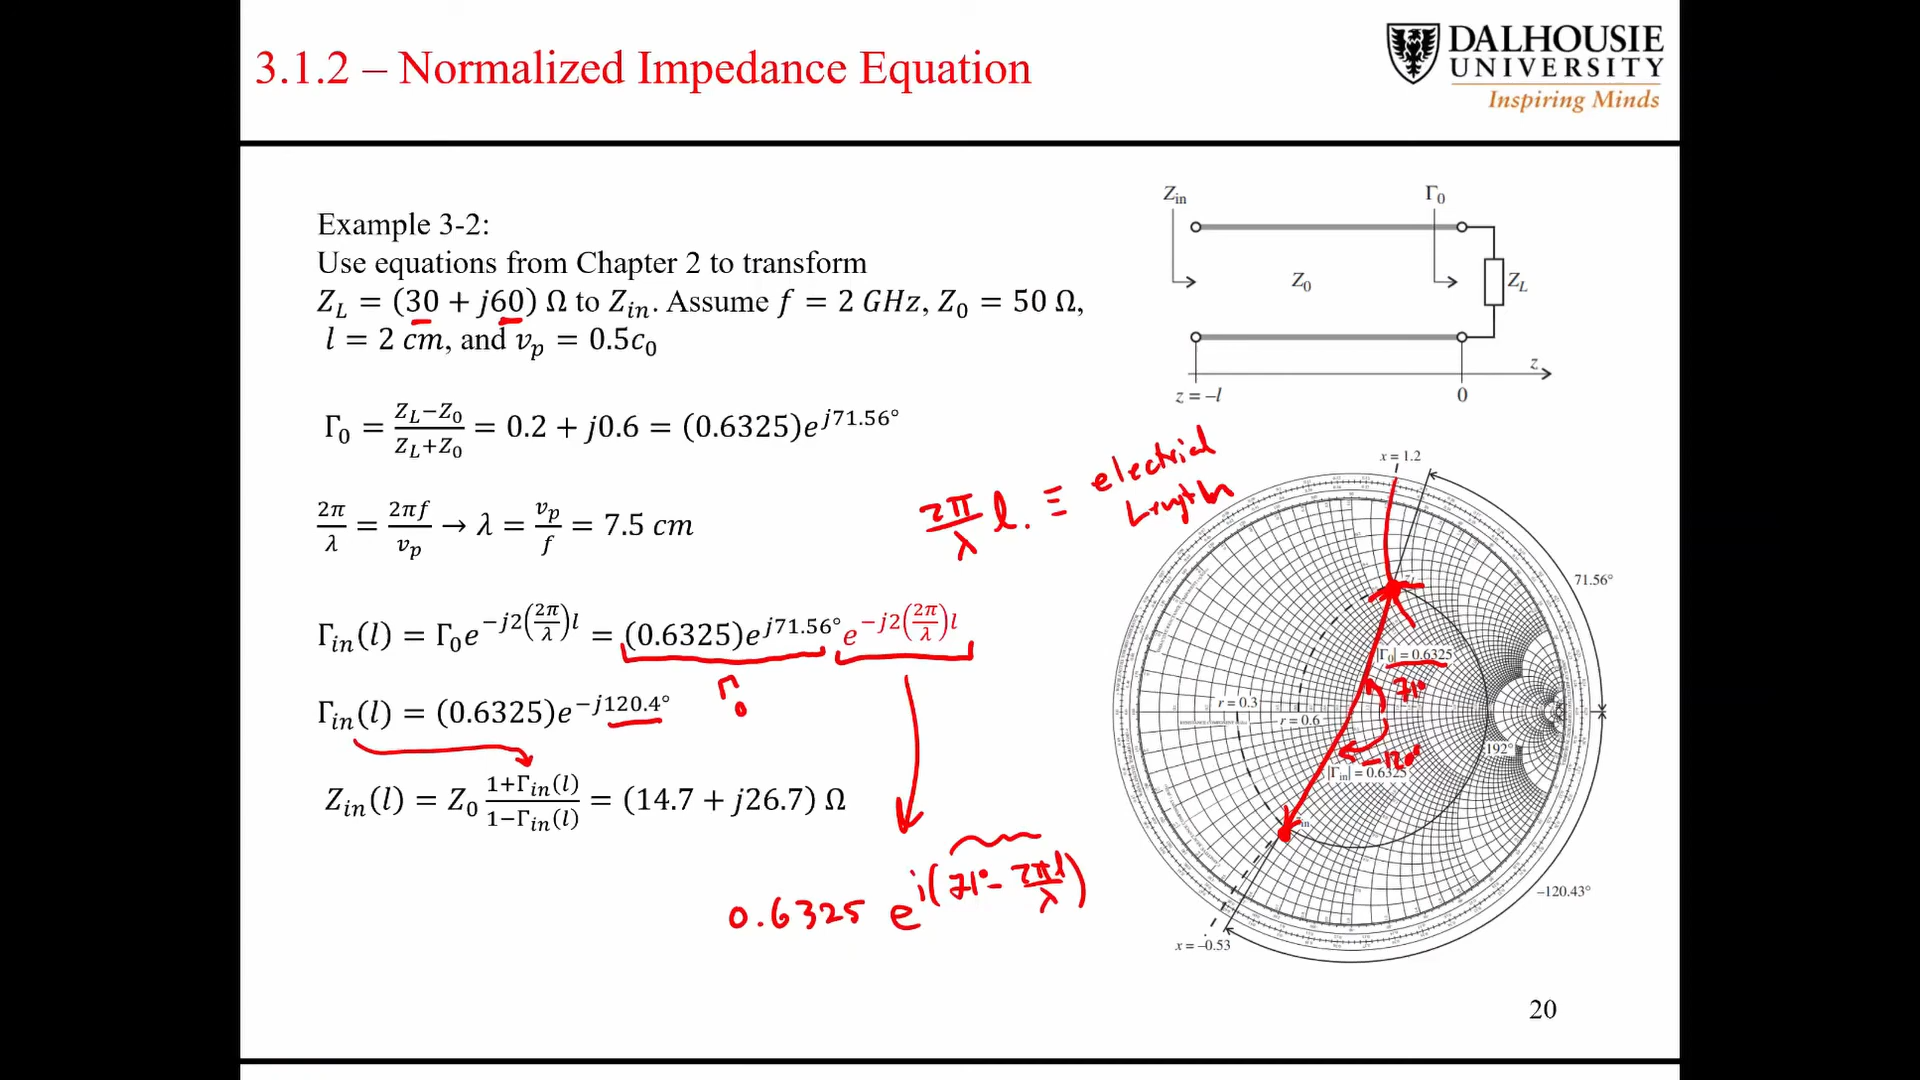 3.1.2 – Normalized Impedance Equation
DALHOUSIE
UNIVERSITY
Inspiring Minds
Example 3-2:
Use equations from Chapter 2 to transform
Z_L = (30 + j60) Ω to Z_in. Assume f = 2 GHz, Z_0 = 50 Ω,
l = 2 cm, and v_p = 0.5c_0
Γ_0 = (Z_L−Z_0)/(Z_L+Z_0) = 0.2 + j0.6 = (0.6325)e^{j71.56°}
2π/λ = 2πf/v_p → λ = v_p/f = 7.5 cm
Γ_in(l) = Γ_0e^{−j2(2π/λ)l} = (0.6325)e^{j71.56°}e^{−j2(2π/λ)l}
Γ_0
Γ_in(l) = (0.6325)e^{−j120.4°}
Z_in(l) = Z_0 (1+Γ_in(l))/(1−Γ_in(l)) = (14.7 + j26.7) Ω
0.6325 e^{i(71° − 2πl/λ)}
2π/λ l. ≡ electrial
Length
Z_in
Γ_0
Z_0
Z_L
z
z = −l
0
x = 1.2
71.56°
|Γ_0| = 0.6325
71°
r = 0.3
r = 0.6
192°
−120°
|Γ_in| = 0.6325
−120.43°
x = −0.53
20